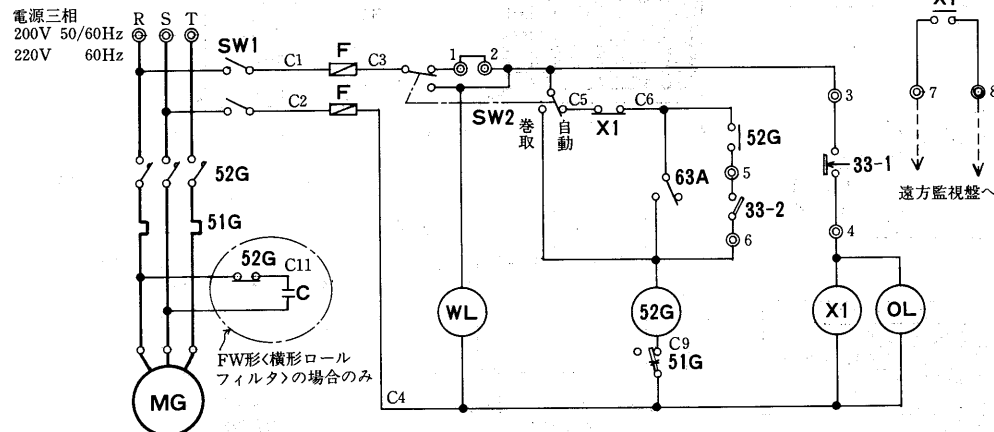 電源三相
200V 50/60Hz
220V 60Hz
R S T
SW1
C1
F
C3
1
2
C2
F
SW2
巻取
自動
C5
X1
C6
52G
5
33-2
6
63A
3
33-1
4
X1
7
8
遠方監視盤へ
52G
51G
52G
C11
C
FW形<横形ロール
フィルタ>の場合のみ
MG
WL
52G
C9
51G
X1
OL
C4